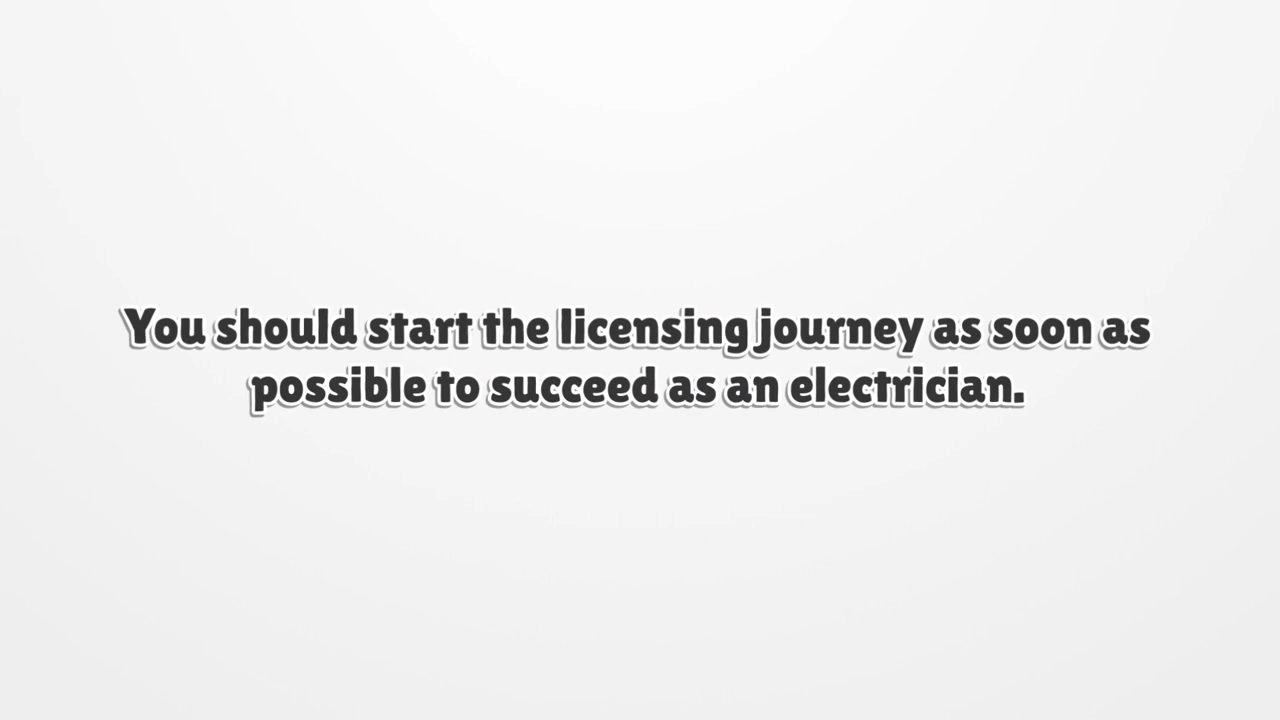 You should start the licensing journey as soon as
possible to succeed as an electrician.